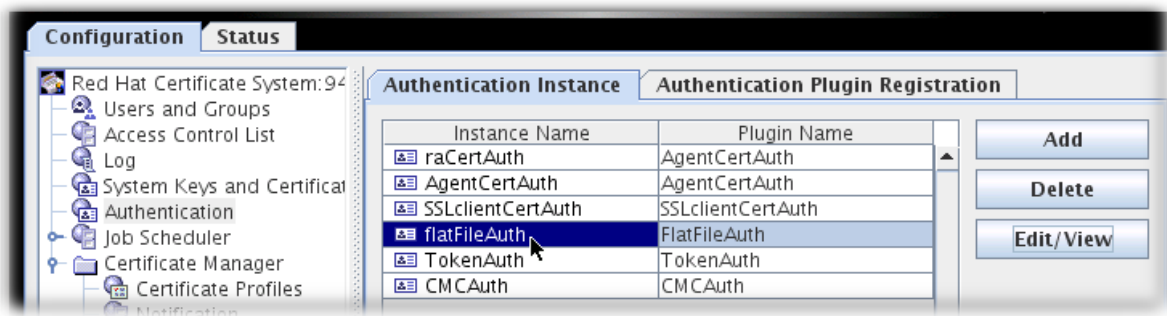 Configuration Status
Red Hat Certificate System:94
Users and Groups
Access Control List
Log
System Keys and Certificat
Authentication
Job Scheduler
Certificate Manager
Certificate Profiles
Notification
Authentication Instance Authentication Plugin Registration
Instance Name Plugin Name
raCertAuth AgentCertAuth
AgentCertAuth AgentCertAuth
SSLclientCertAuth SSLclientCertAuth
flatFileAuth FlatFileAuth
TokenAuth TokenAuth
CMCAuth CMCAuth
Add
Delete
Edit/View